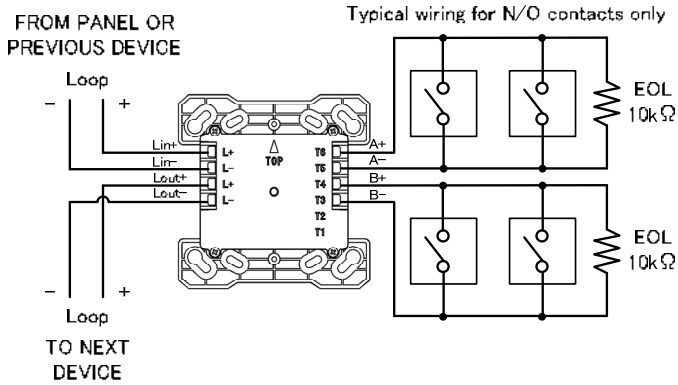 Typical wiring for N/O contacts only
FROM PANEL OR
PREVIOUS DEVICE
Loop
− +
Lin+
Lin−
Lout+
Lout−
L+
L−
L+
L−
TOP
T6
T5
T4
T3
T2
T1
A+
A−
B+
B−
EOL
10kΩ
EOL
10kΩ
− +
Loop
TO NEXT
DEVICE